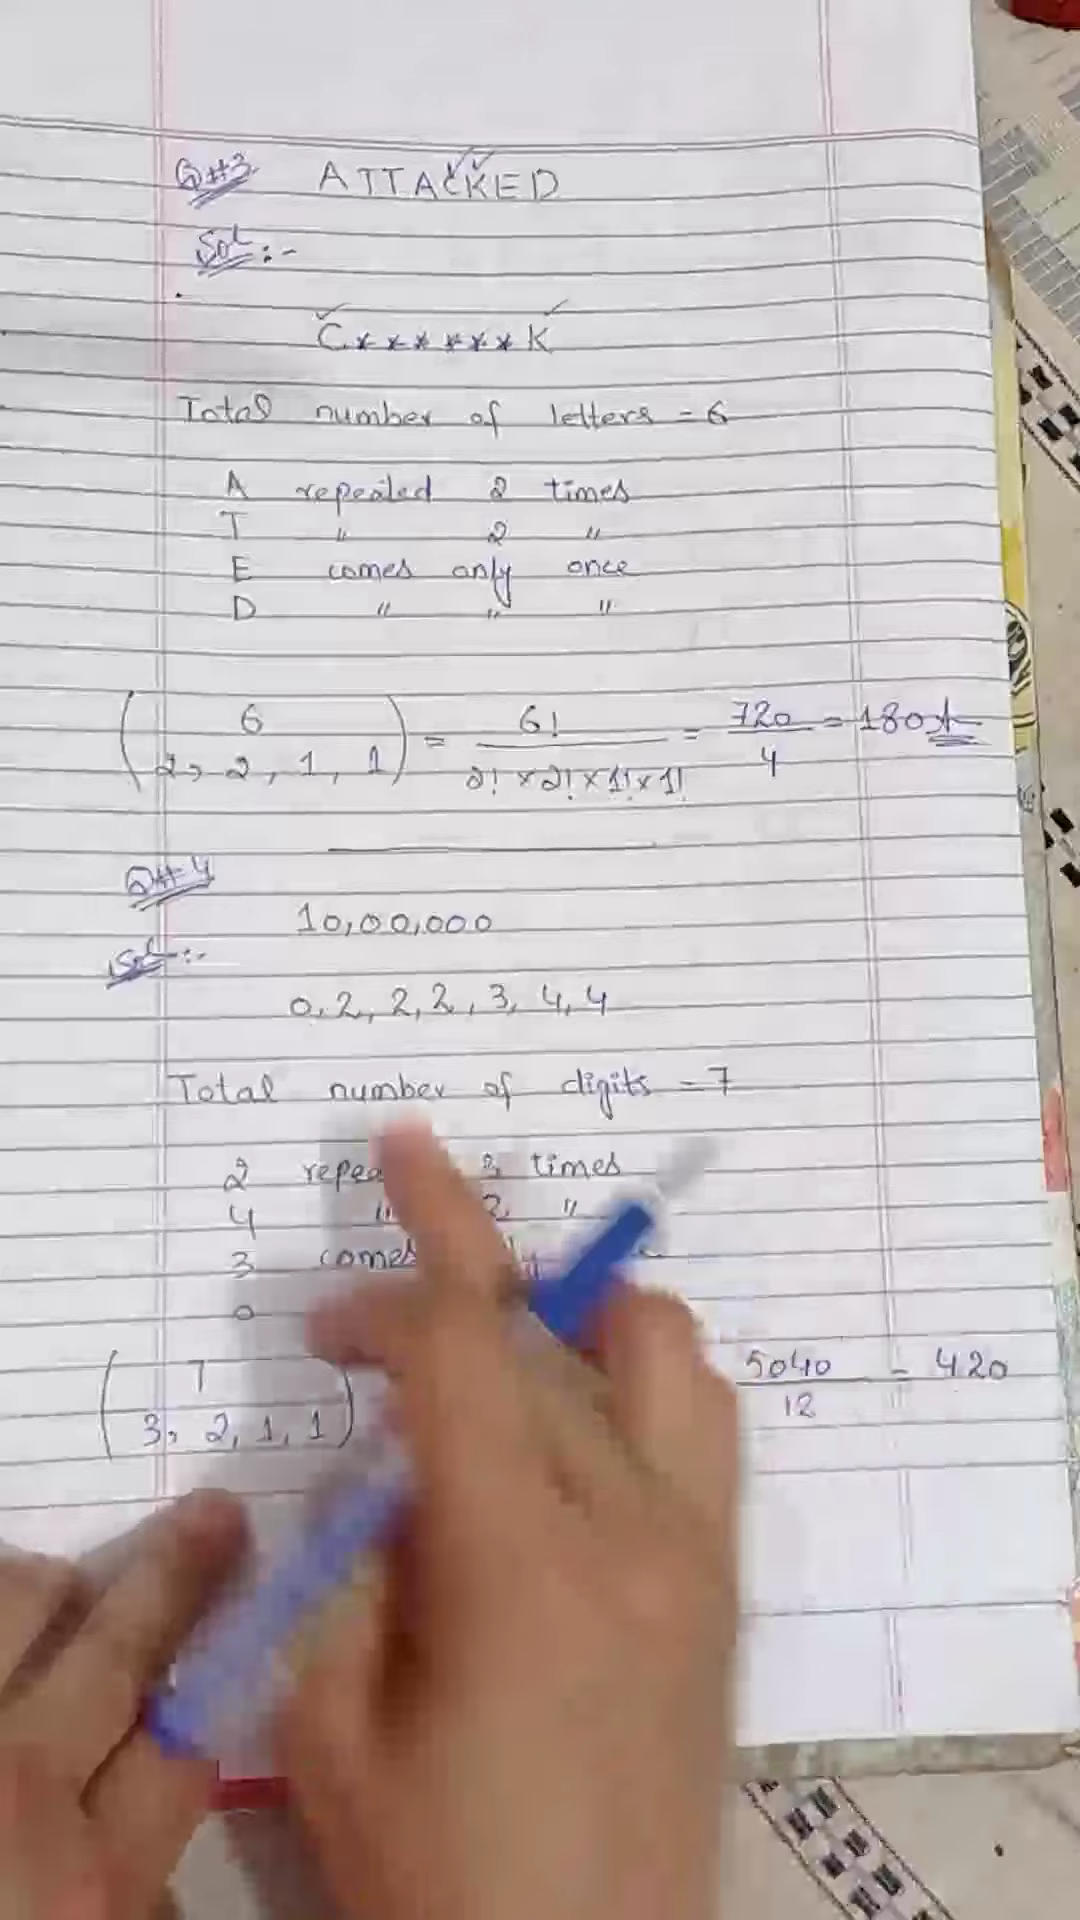 Q#3 ATTACKED
Sol :-
C******K
Total number of letters = 6
A repeated 2 times
T " 2 "
E comes only once
D " " "
( 6 / 2, 2, 1, 1 ) = 6! / 2! × 2! × 1! × 1! = 720 / 4 = 180
Q#4
10,00,000
Sol :-
0, 2, 2, 2, 3, 4, 4
Total number of digits = 7
2 3 times
4 " 2 "
3 comes
0
( 7 / 3, 2, 1, 1 ) 5040 / 12 = 420